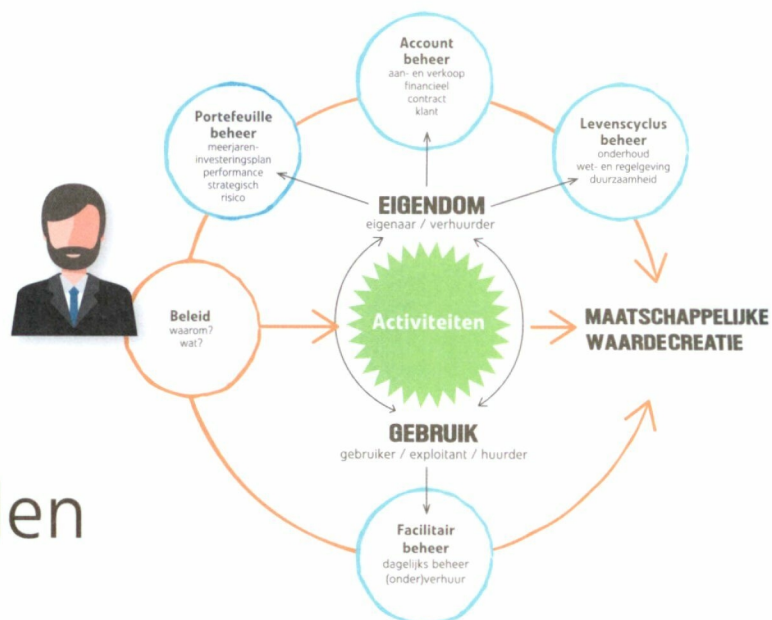 Account
beheer
aan- en verkoop
financieel
contract
klant
Portefeuille
beheer
meerjaren-
investeringsplan
performance
strategisch
risico
Levenscyclus
beheer
onderhoud
wet- en regelgeving
duurzaamheid
EIGENDOM
eigenaar / verhuurder
Beleid
waarom?
wat?
Activiteiten
MAATSCHAPPELIJKE
WAARDECREATIE
GEBRUIK
gebruiker / exploitant / huurder
en
Facilitair
beheer
dagelijks beheer
(onder)verhuur